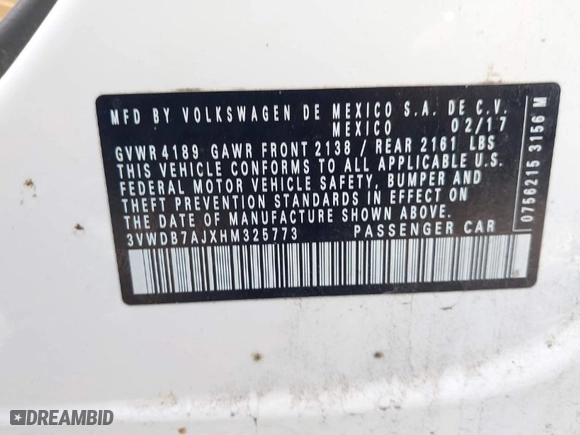 MFD BY VOLKSWAGEN DE MEXICO S.A. DE C.V.
MEXICO 02/17
GVWR 4189 GAWR FRONT 2138 / REAR 2161 LBS
THIS VEHICLE CONFORMS TO ALL APPLICABLE U.S.
FEDERAL MOTOR VEHICLE SAFETY, BUMPER AND
THEFT PREVENTION STANDARDS IN EFFECT ON
THE DATE OF MANUFACTURE SHOWN ABOVE.
3VWDB7AJXHM325773 PASSENGER CAR
0756215 3156 M
DREAMBID